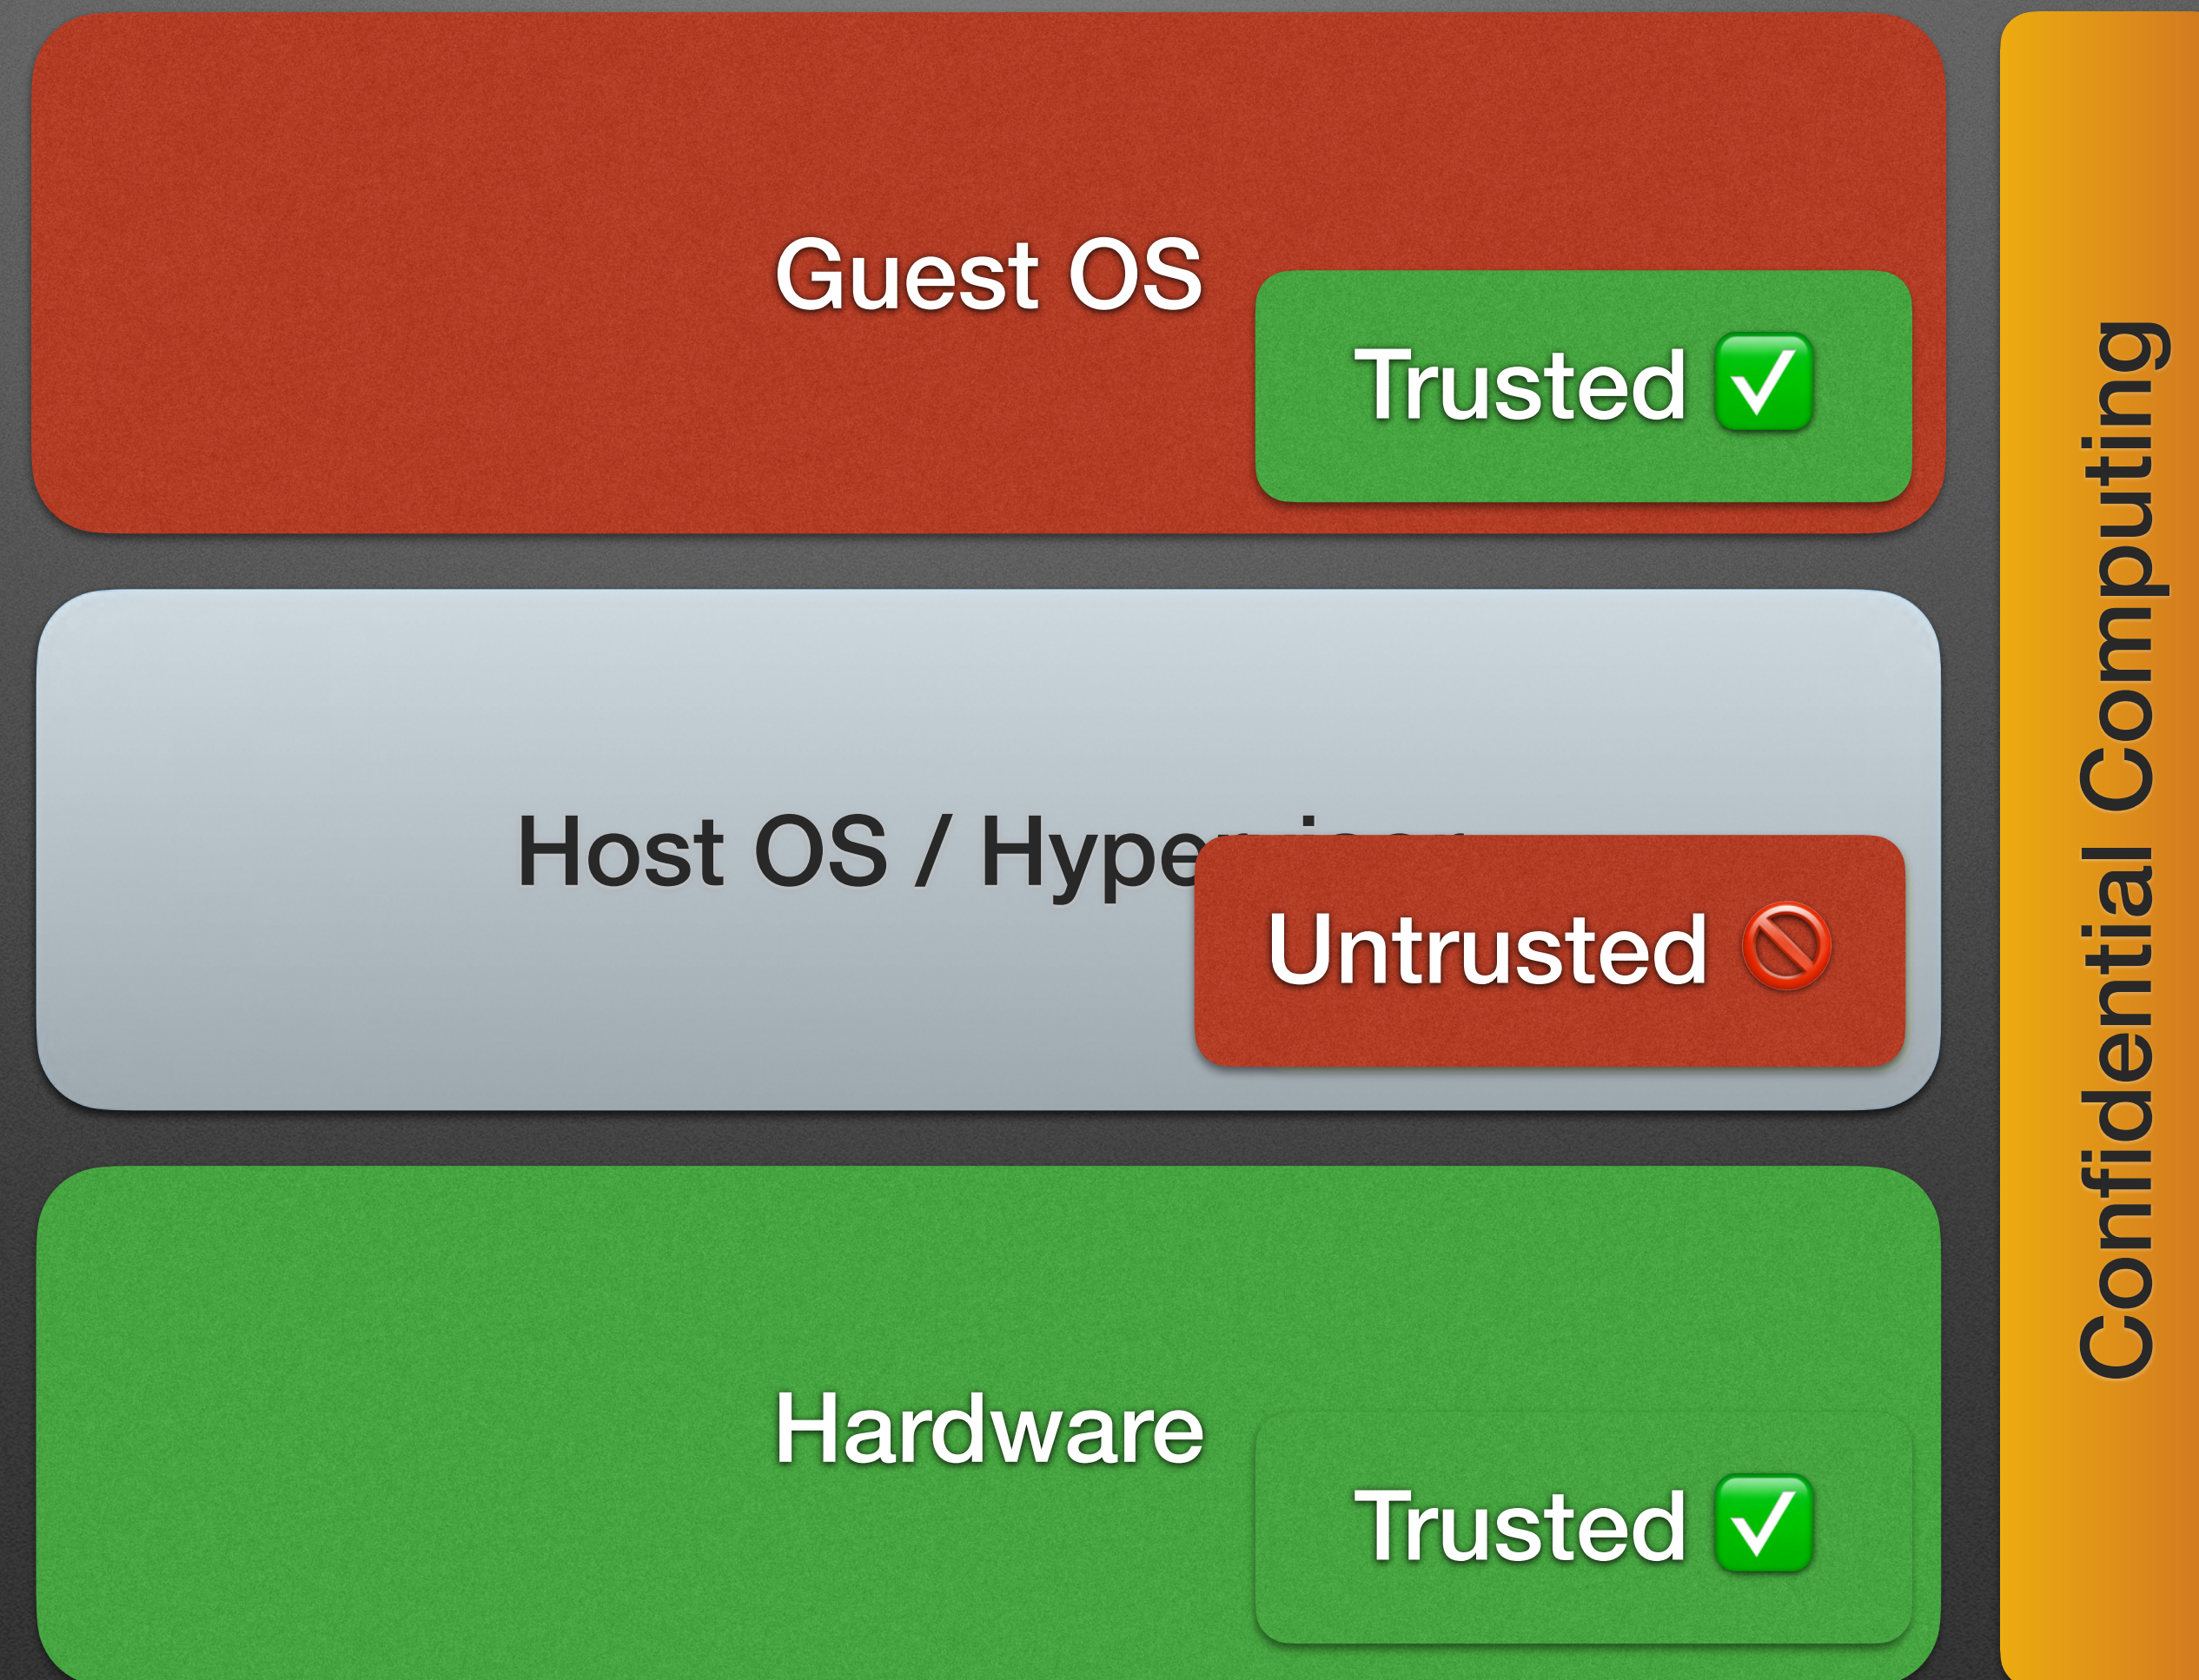 Guest OS
Trusted ✅
Host OS / Hype
Untrusted 🚫
Hardware
Trusted ✅
Confidential Computing